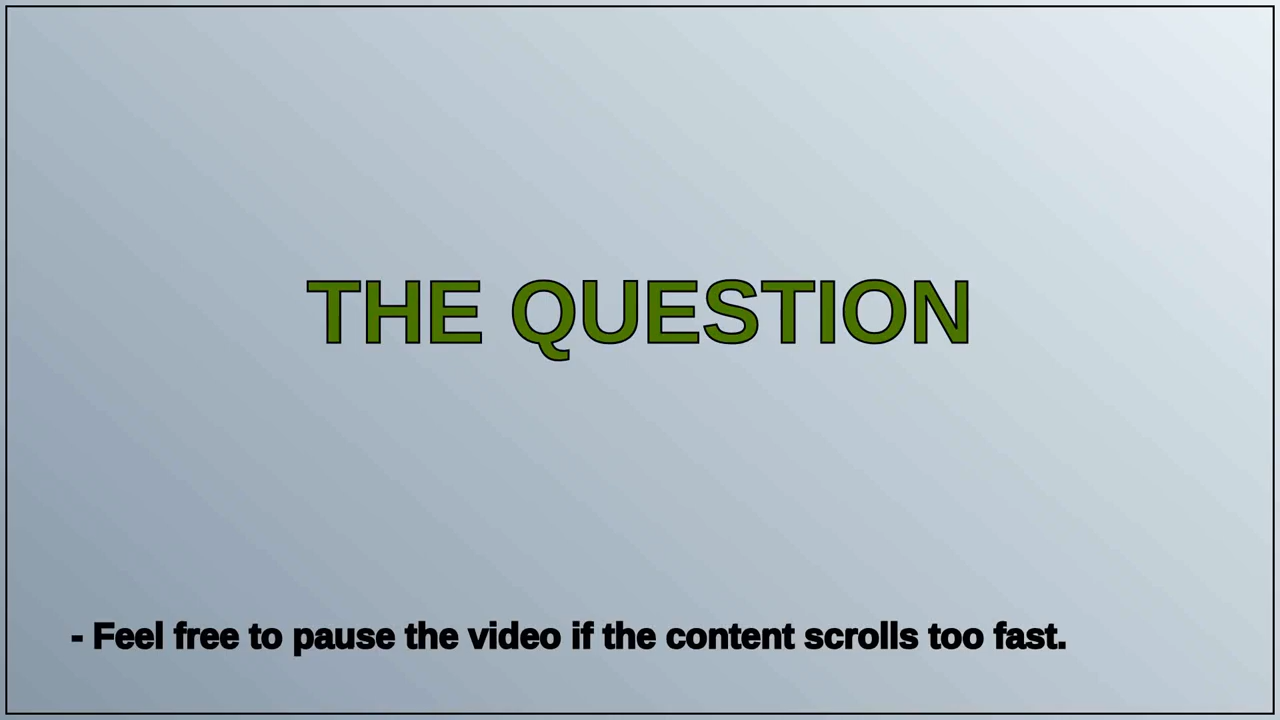 THE QUESTION
- Feel free to pause the video if the content scrolls too fast.